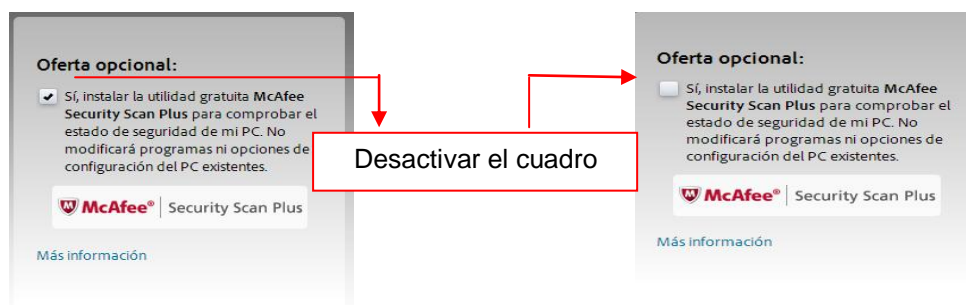 Oferta opcional:
Sí, instalar la utilidad gratuita McAfee
Security Scan Plus para comprobar el
estado de seguridad de mi PC. No
modificará programas ni opciones de
configuración del PC existentes.
McAfee® Security Scan Plus
Más información
Desactivar el cuadro
Oferta opcional:
Sí, instalar la utilidad gratuita McAfee
Security Scan Plus para comprobar el
estado de seguridad de mi PC. No
modificará programas ni opciones de
configuración del PC existentes.
McAfee® Security Scan Plus
Más información